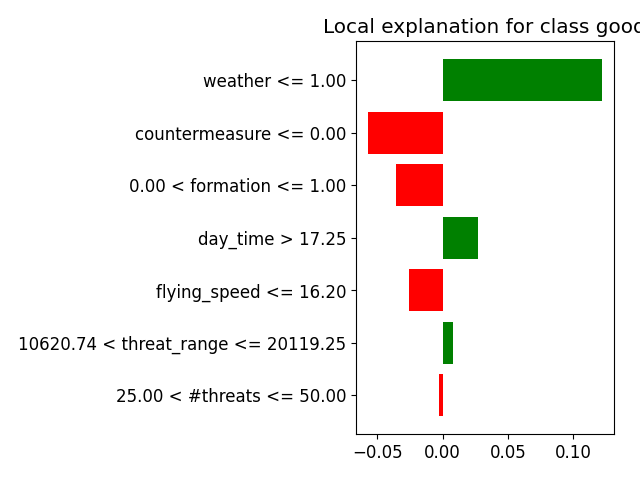 Local explanation for class good
weather <= 1.00
countermeasure <= 0.00
0.00 < formation <= 1.00
day_time > 17.25
flying_speed <= 16.20
10620.74 < threat_range <= 20119.25
25.00 < #threats <= 50.00
−0.05 0.00 0.05 0.10